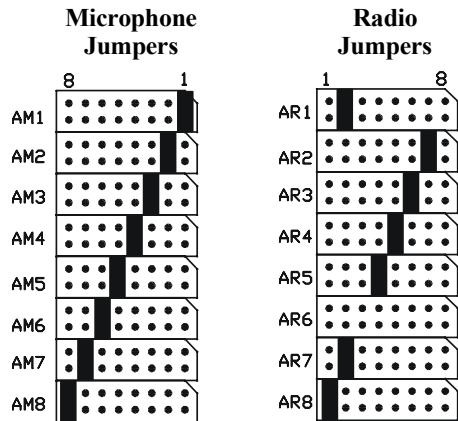 Microphone
Jumpers
8 1
AM1
AM2
AM3
AM4
AM5
AM6
AM7
AM8
Radio
Jumpers
1 8
AR1
AR2
AR3
AR4
AR5
AR6
AR7
AR8